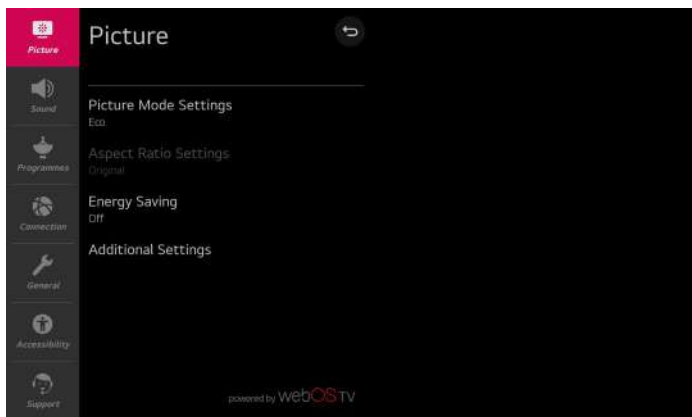 Picture
Sound
Programmes
Connection
General
Accessibility
Support
Picture
Picture Mode Settings
Eco
Aspect Ratio Settings
Original
Energy Saving
Off
Additional Settings
powered by webOS TV